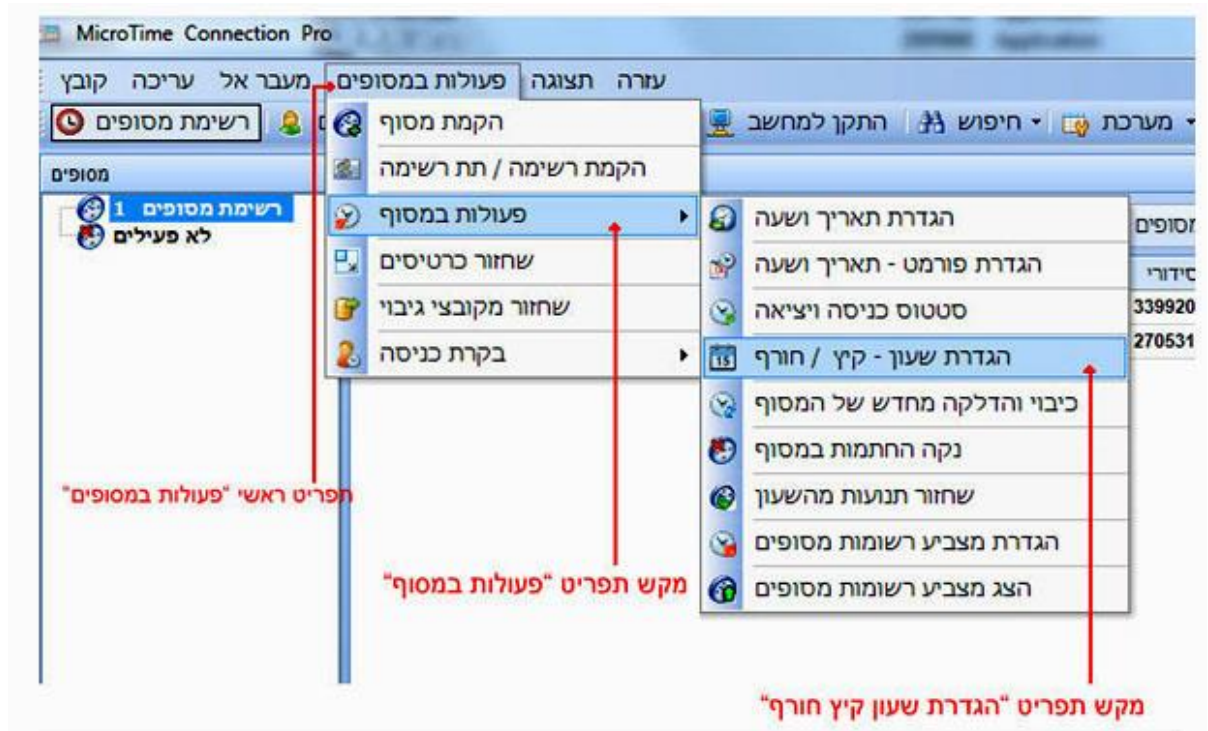 MicroTime Connection Pro
קובץ עריכה מעבר אל פעולות במסופים תצוגה עזרה
רשימת מסופים
התקן למחשב חיפוש מערכת
מסופים
רשימת מסופים 1
לא פעילים
הקמת מסוף
הקמת רשימה / תת רשימה
פעולות במסוף
שחזור כרטיסים
שחזור מקובצי גיבוי
בקרת כניסה
הגדרת תאריך ושעה
הגדרת פורמט - תאריך ושעה
סטטוס כניסה ויציאה
הגדרת שעון - קיץ / חורף
15
כיבוי והדלקה מחדש של המסוף
נקה החתמות במסוף
שחזור תנועות מהשעון
הגדרת מצביע רשומות מסופים
הצג מצביע רשומות מסופים
מסופים
סידורי
339920
270531
תפריט ראשי "פעולות במסופים"
מקש תפריט "פעולות במסוף"
מקש תפריט "הגדרת שעון קיץ חורף"